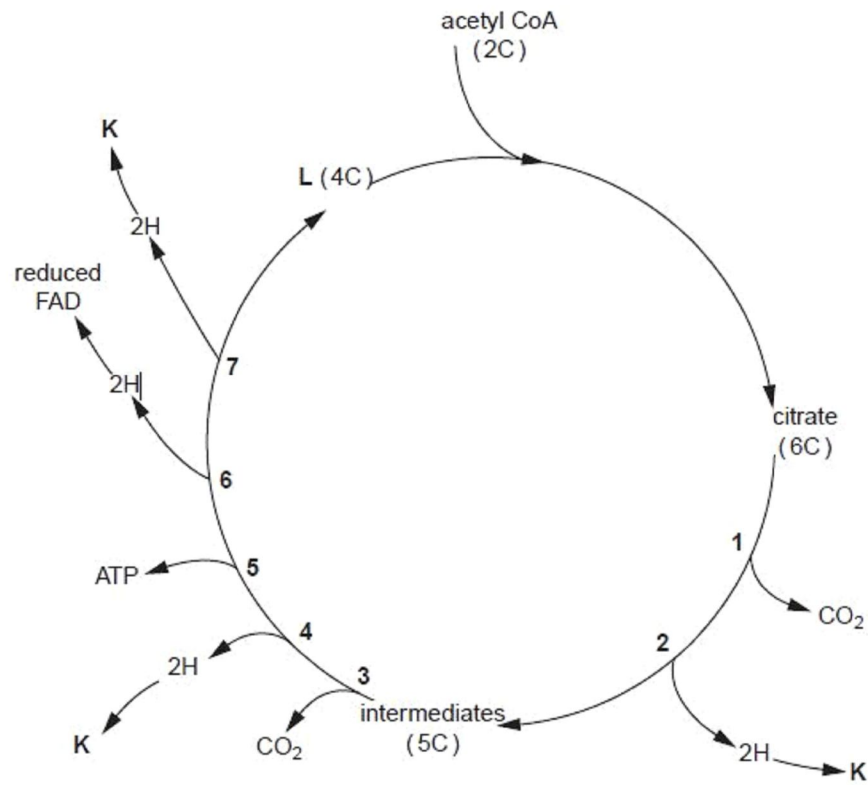 acetyl CoA
(2C)
K
L (4C)
2H
reduced
FAD
7
2H
citrate
(6C)
6
1
5
ATP
CO₂
4
2
2H
3
intermediates
(5C)
K
CO₂
2H
K